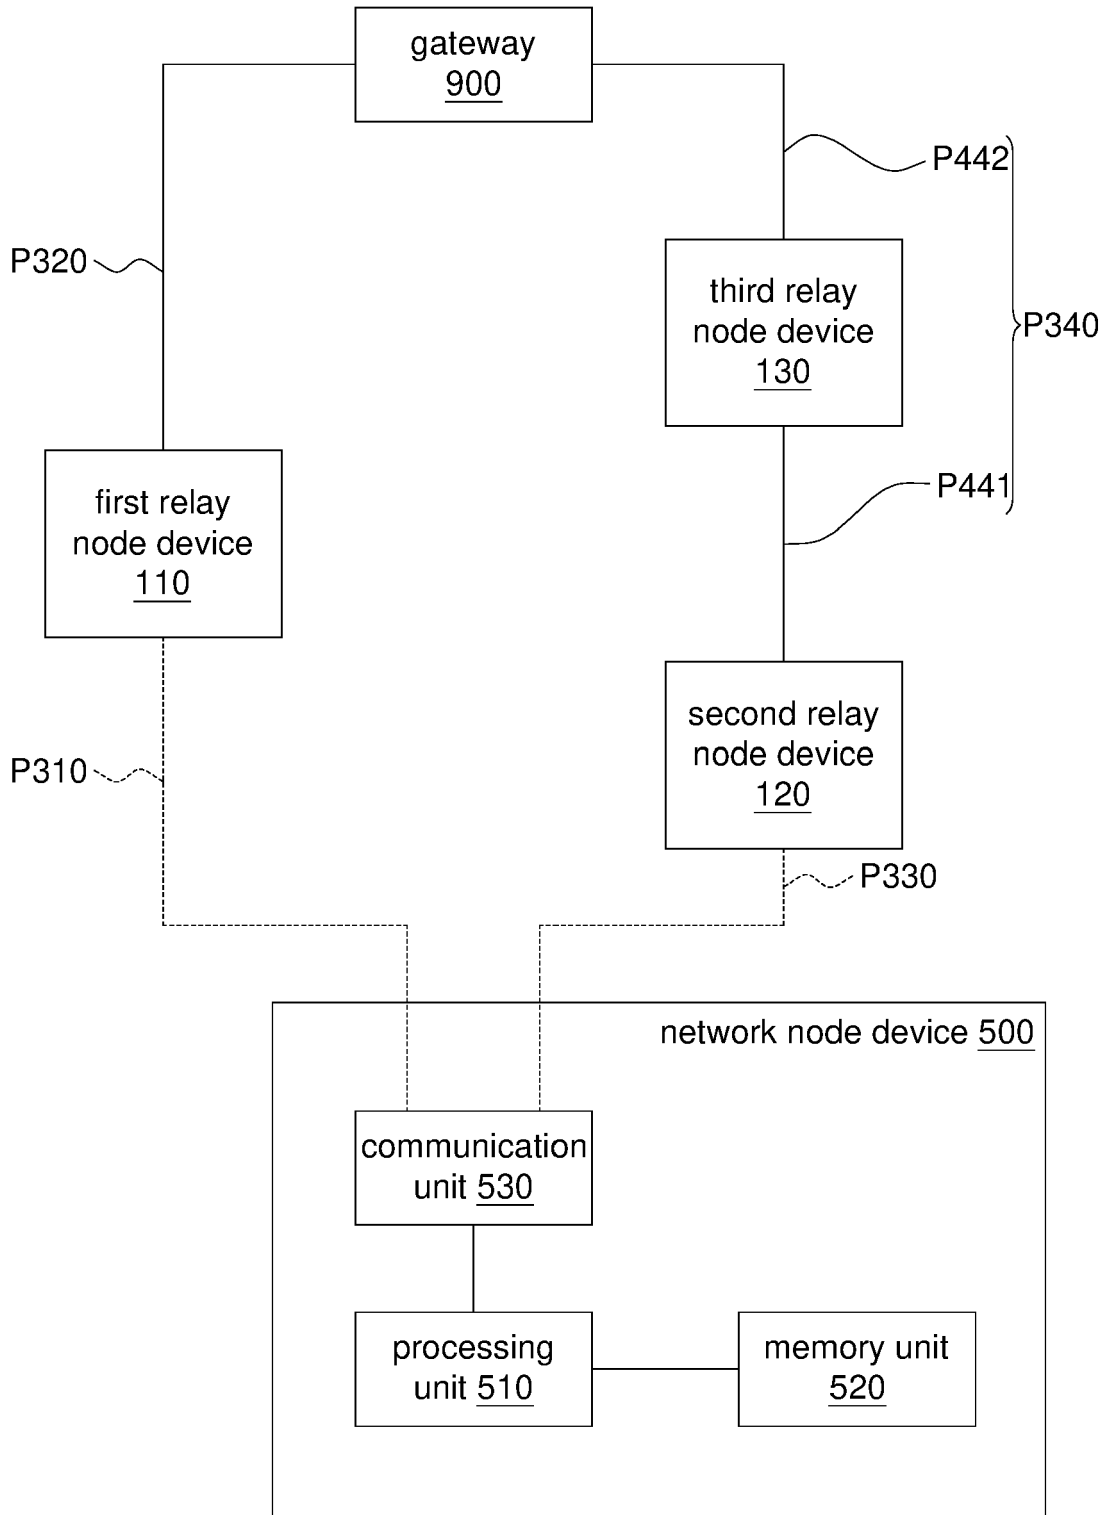 gateway
900
P442
P320
third relay
node device
130
P340
P441
first relay
node device
110
second relay
node device
120
P310
P330
network node device 500
communication
unit 530
processing
unit 510
memory unit
520